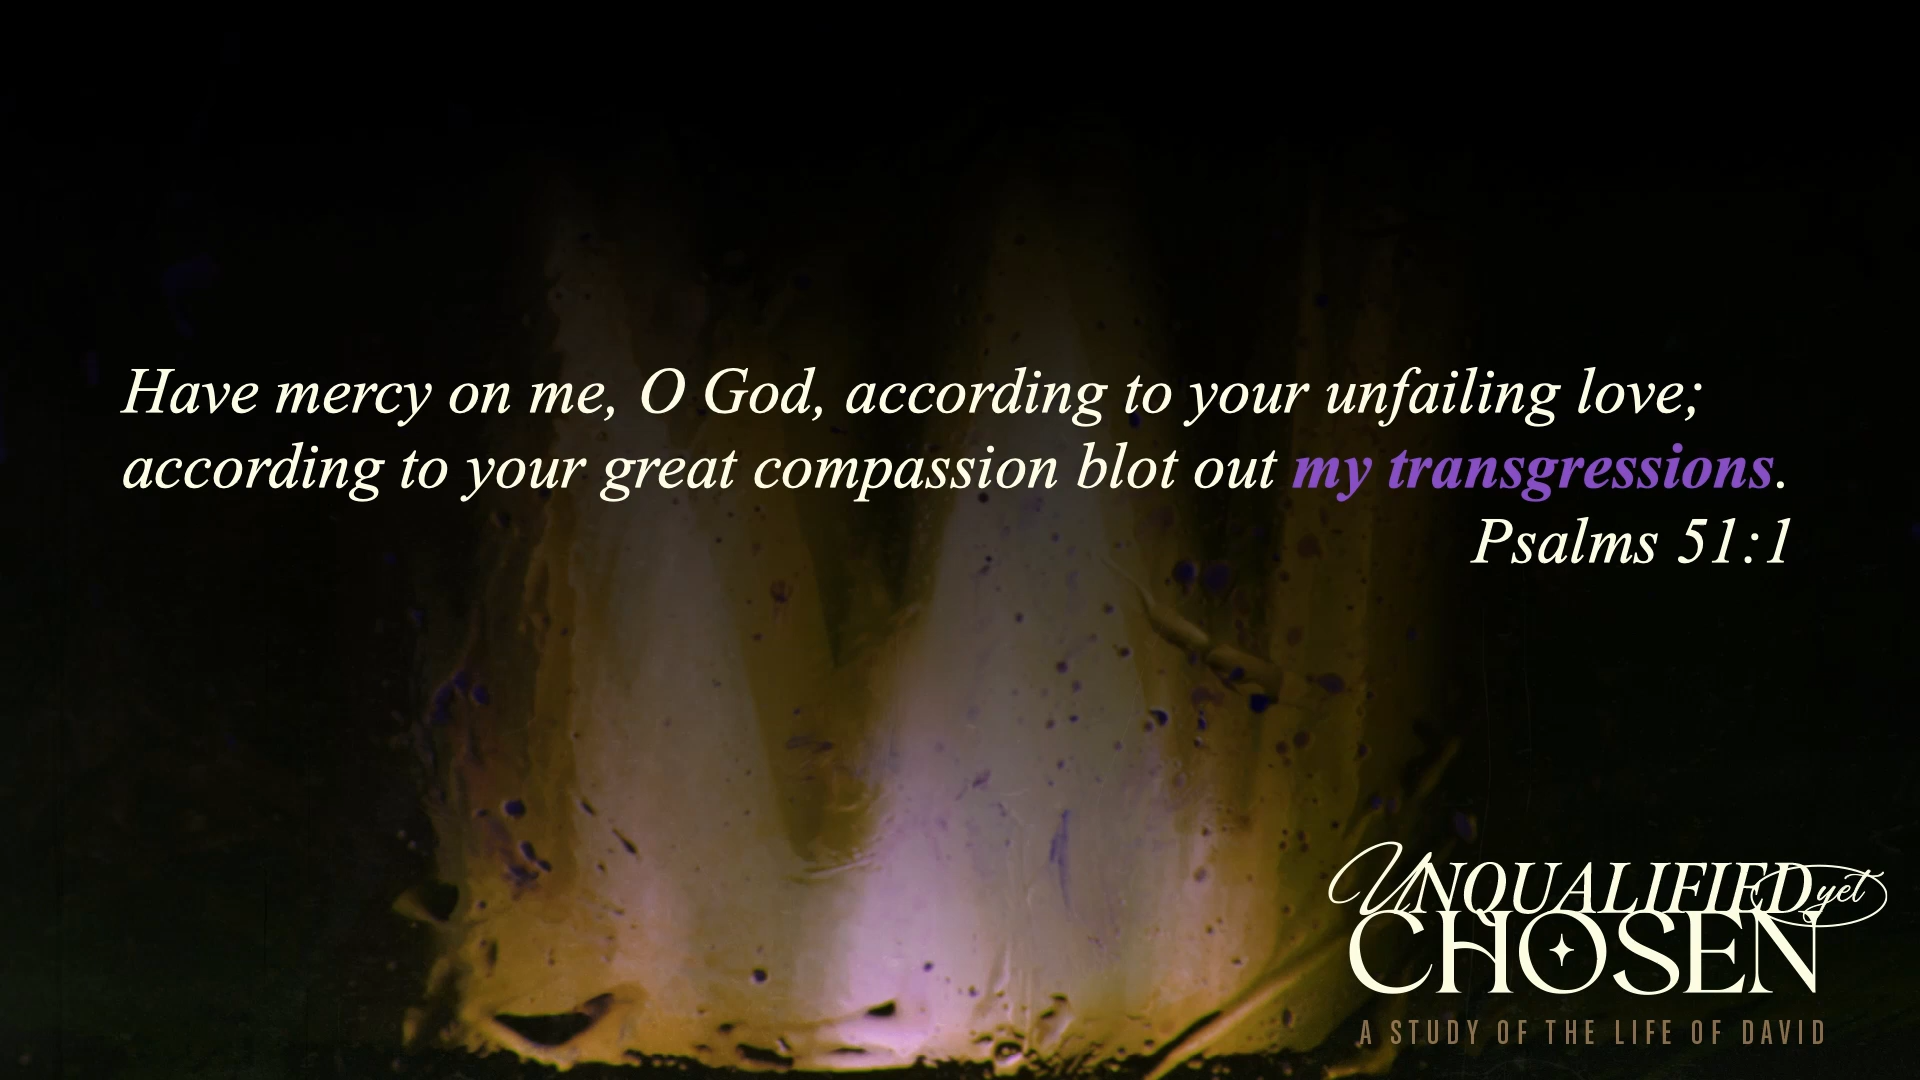 Have mercy on me, O God, according to your unfailing love;
according to your great compassion blot out my transgressions.
Psalms 51:1
UNQUALIFIED yet
CHOSEN
A STUDY OF THE LIFE OF DAVID